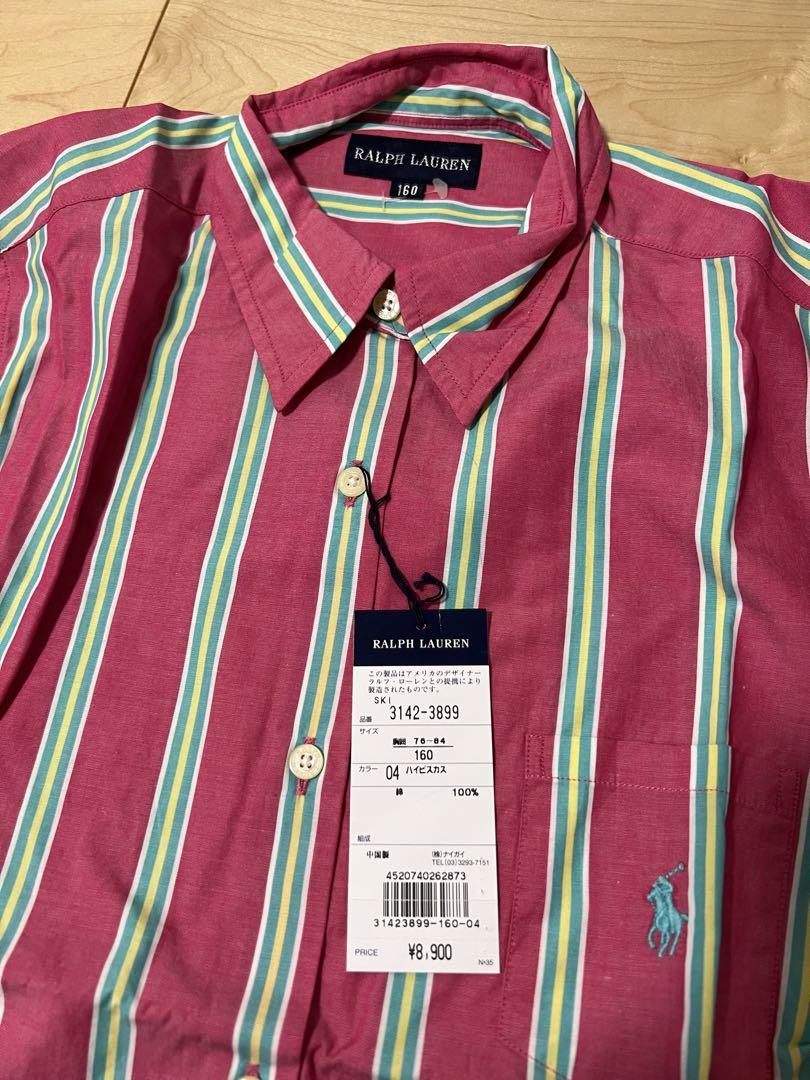 RALPH LAUREN
160
RALPH LAUREN
この製品はアメリカのデザイナー
ラルフ・ローレンとの提携により
製造されたものです。
SKI
品番 3142-3899
サイズ
胸囲 76～84
160
カラー 04 ハイビスカス
綿 100%
組成
中国製 (株)ナイガイ
TEL(03)3293-7151
4520740262873
31423899-160-04
PRICE ¥8,900
№35